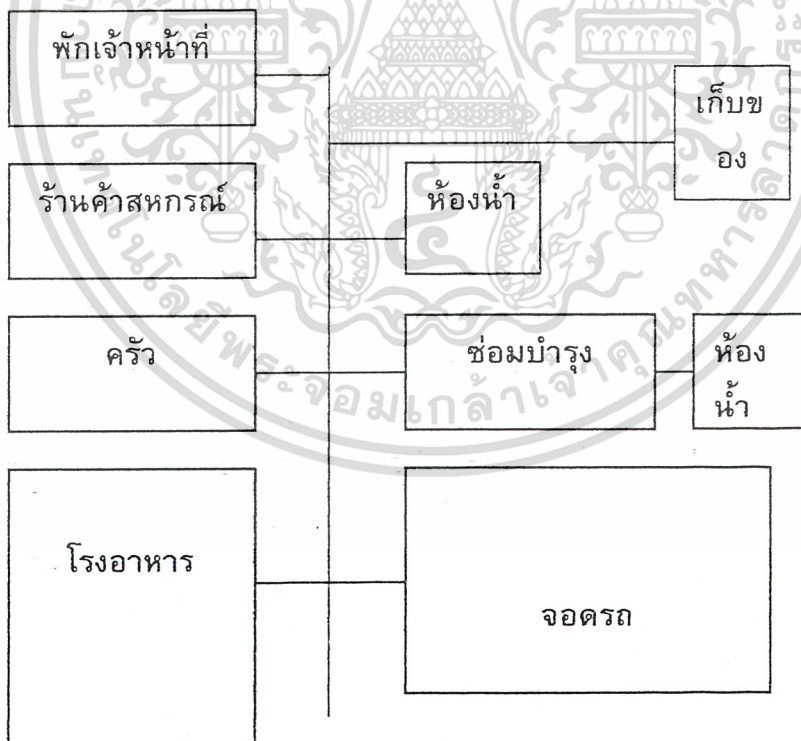 พักเจ้าหน้าที่
เก็บข
อง
ร้านค้าสหกรณ์
ห้องน้ำ
ครัว
ซ่อมบำรุง
ห้อง
น้ำ
โรงอาหาร
จอดรถ